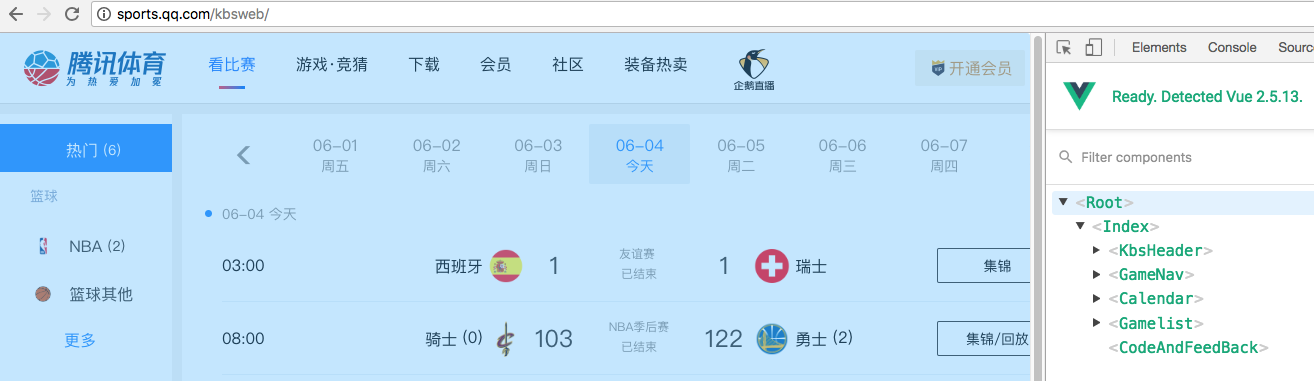 sports.qq.com/kbsweb/
腾讯体育
为 热 爱 加 冕
看比赛 游戏·竞猜 下载 会员 社区 装备热卖 企鹅直播 开通会员
热门 (6)
篮球
NBA (2)
篮球其他
更多
06-01 06-02 06-03 06-04 06-05 06-06 06-07
周五 周六 周日 今天 周二 周三 周四
06-04 今天
03:00 西班牙 1 友谊赛 已结束 1 瑞士 集锦
08:00 骑士 (0) 103 NBA季后赛 已结束 122 勇士 (2) 集锦/回放
Elements Console Sourc
Ready. Detected Vue 2.5.13.
Filter components
<Root>
<Index>
<KbsHeader>
<GameNav>
<Calendar>
<Gamelist>
<CodeAndFeedBack>